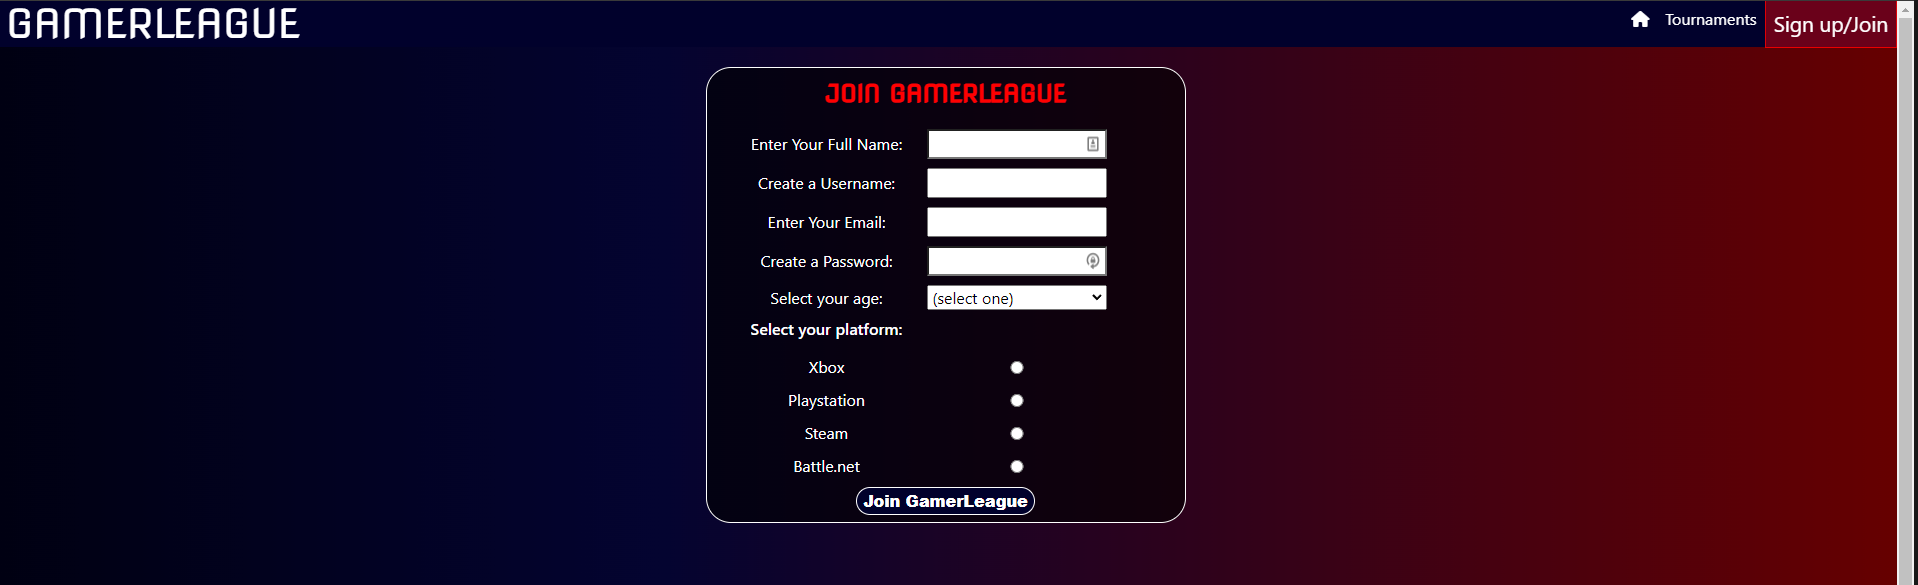 GAMERLEAGUE
Tournaments
Sign up/Join
JOIN GAMERLEAGUE
Enter Your Full Name:
Create a Username:
Enter Your Email:
Create a Password:
Select your age: (select one)
Select your platform:
Xbox
Playstation
Steam
Battle.net
Join GamerLeague